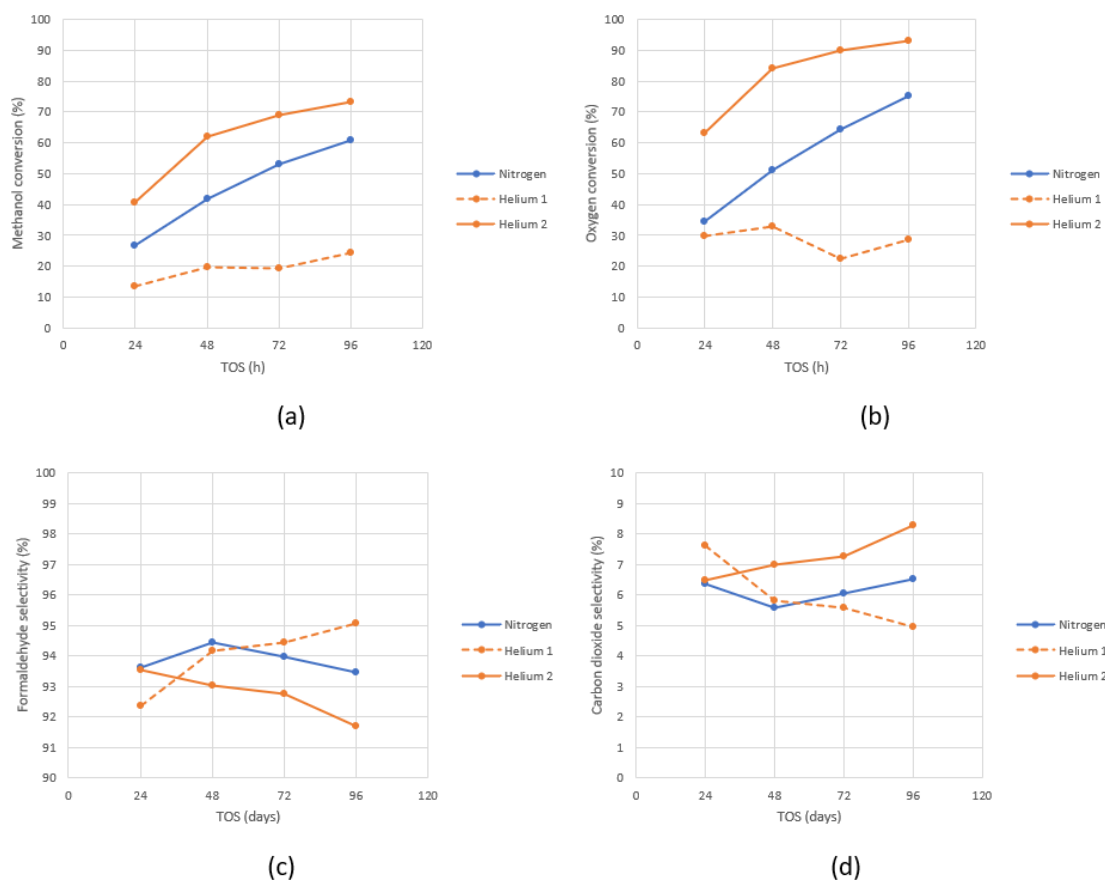 100
90
80
70
60
50
40
30
20
10
0
Methanol conversion (%)
0 24 48 72 96 120
TOS (h)
Nitrogen
Helium 1
Helium 2
(a)
100
90
80
70
60
50
40
30
20
10
0
Oxygen conversion (%)
0 24 48 72 96 120
TOS (h)
Nitrogen
Helium 1
Helium 2
(b)
100
99
98
97
96
95
94
93
92
91
90
Formaldehyde selectivity (%)
0 24 48 72 96 120
TOS (days)
Nitrogen
Helium 1
Helium 2
(c)
10
9
8
7
6
5
4
3
2
1
0
Carbon dioxide selectivity (%)
0 24 48 72 96 120
TOS (days)
Nitrogen
Helium 1
Helium 2
(d)